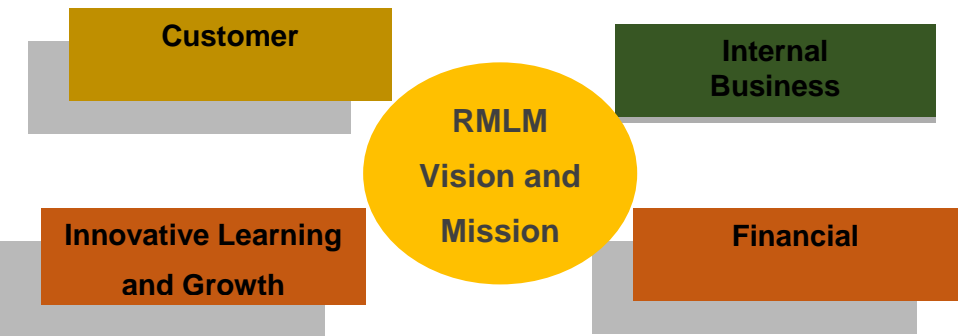 Customer
Internal
Business
RMLM
Vision and
Mission
Innovative Learning
and Growth
Financial